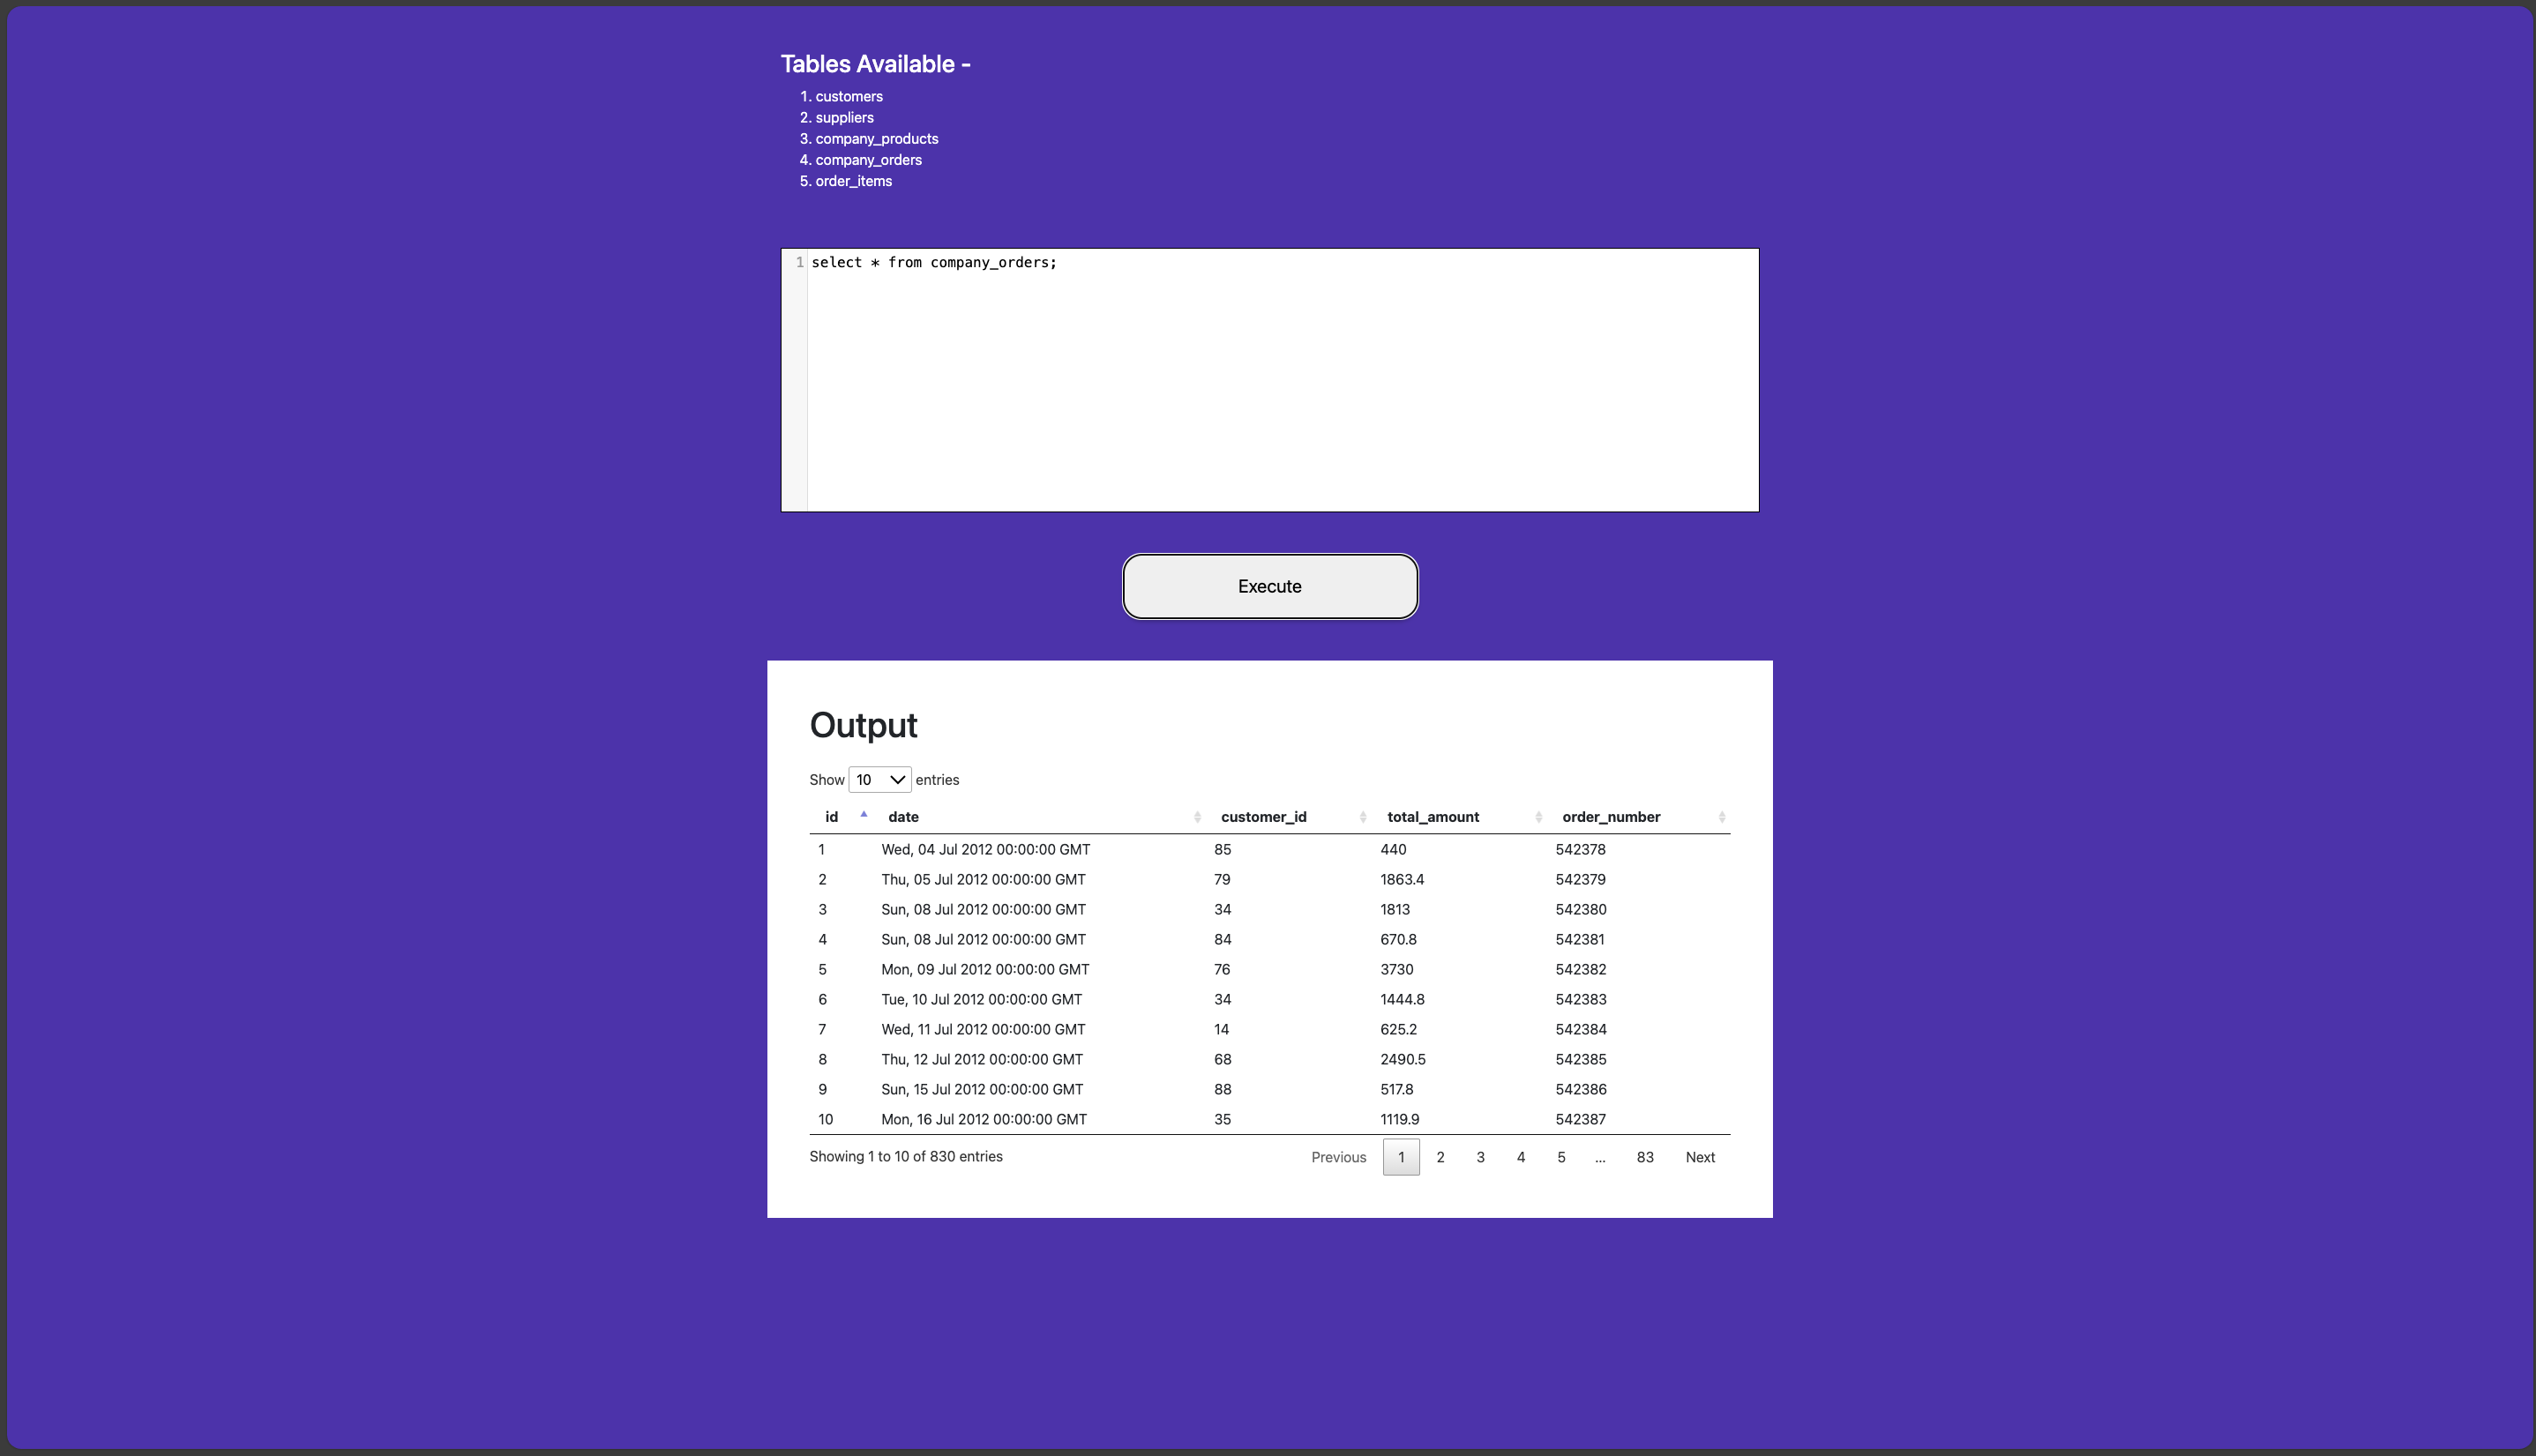 Tables Available -
1. customers
2. suppliers
3. company_products
4. company_orders
5. order_items
1 select * from company_orders;
Execute
Output
Show 10 entries
id date customer_id total_amount order_number
1 Wed, 04 Jul 2012 00:00:00 GMT 85 440 542378
2 Thu, 05 Jul 2012 00:00:00 GMT 79 1863.4 542379
3 Sun, 08 Jul 2012 00:00:00 GMT 34 1813 542380
4 Sun, 08 Jul 2012 00:00:00 GMT 84 670.8 542381
5 Mon, 09 Jul 2012 00:00:00 GMT 76 3730 542382
6 Tue, 10 Jul 2012 00:00:00 GMT 34 1444.8 542383
7 Wed, 11 Jul 2012 00:00:00 GMT 14 625.2 542384
8 Thu, 12 Jul 2012 00:00:00 GMT 68 2490.5 542385
9 Sun, 15 Jul 2012 00:00:00 GMT 88 517.8 542386
10 Mon, 16 Jul 2012 00:00:00 GMT 35 1119.9 542387
Showing 1 to 10 of 830 entries Previous 1 2 3 4 5 ... 83 Next